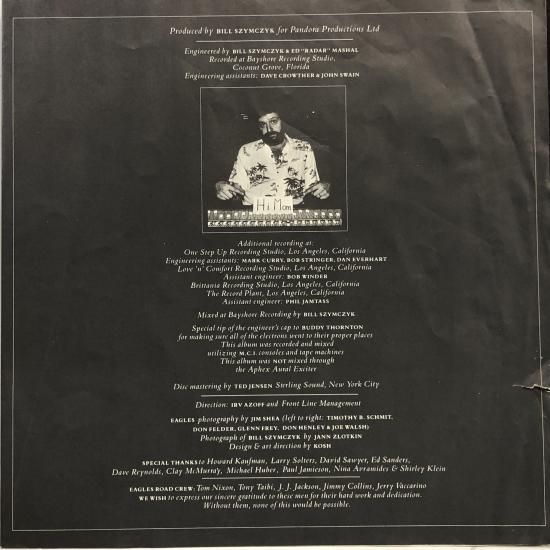 Produced by BILL SZYMCZYK for Pandora Productions Ltd
Engineered by BILL SZYMCZYK & ED "RADAR" MASHAL
Recorded at Bayshore Recording Studio,
Coconut Grove, Florida
Engineering assistants: DAVE CROWTHER & JOHN SWAIN
Hi Mom
Additional recording at:
One Step Up Recording Studio, Los Angeles, California
Engineering assistants: MARK CURRY, BOB STRINGER, DAN EVERHART
Love 'n' Comfort Recording Studio, Los Angeles, California
Assistant engineer: BOB WINDER
Brittania Recording Studio, Los Angeles, California
The Record Plant, Los Angeles, California
Assistant engineer: PHIL JAMTASS
Mixed at Bayshore Recording by BILL SZYMCZYK
Special tip of the engineer's cap to BUDDY THORNTON
for making sure all of the electrons went to their proper places
This album was recorded and mixed
utilizing M.C.I. consoles and tape machines
This album was NOT mixed through
the Aphex Aural Exciter
Disc mastering by TED JENSEN Sterling Sound, New York City
Direction: IRV AZOFF and Front Line Management
EAGLES photography by JIM SHEA (left to right: TIMOTHY B. SCHMIT,
DON FELDER, GLENN FREY, DON HENLEY & JOE WALSH)
Photograph of BILL SZYMCZYK by JANN ZLOTKIN
Design & art direction by KOSH
SPECIAL THANKS to Howard Kaufman, Larry Solters, David Sawyer, Ed Sanders,
Dave Reynolds, Clay McMurray, Michael Huber, Paul Jamieson, Nina Avramides & Shirley Klein
EAGLES ROAD CREW: Tom Nixon, Tony Taibi, J. J. Jackson, Jimmy Collins, Jerry Vaccarino
WE WISH to express our sincere gratitude to these men for their hard work and dedication.
Without them, none of this would be possible.